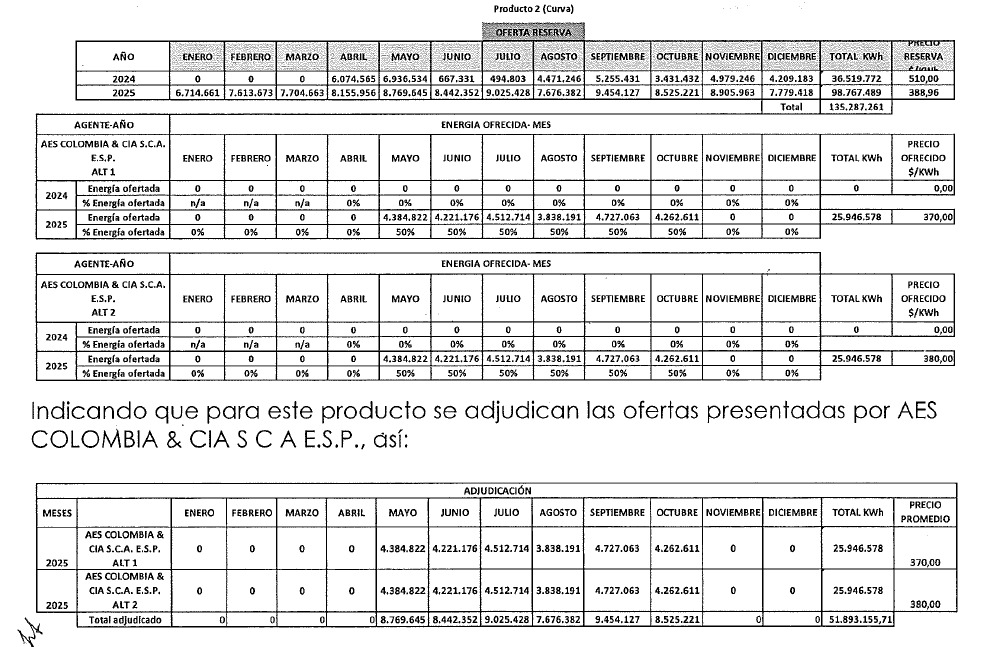 Producto 2 (Curva)
OFERTA RESERVA
AÑO ENERO FEBRERO MARZO ABRIL MAYO JUNIO JULIO AGOSTO SEPTIEMBRE OCTUBRE NOVIEMBRE DICIEMBRE TOTAL KWh PRECIO RESERVA
2024 0 0 0 6.074.565 6.936.534 667.331 494.803 4.471.246 5.255.431 3.431.432 4.979.246 4.209.183 36.519.772 510,00
2025 6.714.661 7.613.673 7.704.663 8.155.956 8.769.645 8.442.352 9.025.428 7.676.382 9.454.127 8.525.221 8.905.963 7.779.418 98.767.489 388,96
Total 135.287.261
AGENTE-AÑO ENERGIA OFRECIDA- MES
AES COLOMBIA & CIA S.C.A. E.S.P. ALT 1 ENERO FEBRERO MARZO ABRIL MAYO JUNIO JULIO AGOSTO SEPTIEMBRE OCTUBRE NOVIEMBRE DICIEMBRE TOTAL KWh PRECIO OFRECIDO $/KWh
2024 Energía ofertada 0 0 0 0 0 0 0 0 0 0 0 0 0 0,00
% Energía ofertada n/a n/a n/a 0% 0% 0% 0% 0% 0% 0% 0% 0%
2025 Energía ofertada 0 0 0 0 4.384.822 4.221.176 4.512.714 3.838.191 4.727.063 4.262.611 0 0 25.946.578 370,00
% Energía ofertada 0% 0% 0% 0% 50% 50% 50% 50% 50% 50% 0% 0%
AGENTE-AÑO ENERGIA OFRECIDA- MES
AES COLOMBIA & CIA S.C.A. E.S.P. ALT 2 ENERO FEBRERO MARZO ABRIL MAYO JUNIO JULIO AGOSTO SEPTIEMBRE OCTUBRE NOVIEMBRE DICIEMBRE TOTAL KWh PRECIO OFRECIDO $/KWh
2024 Energía ofertada 0 0 0 0 0 0 0 0 0 0 0 0 0 0,00
% Energía ofertada n/a n/a n/a 0% 0% 0% 0% 0% 0% 0% 0% 0%
2025 Energía ofertada 0 0 0 0 4.384.822 4.221.176 4.512.714 3.838.191 4.727.063 4.262.611 0 0 25.946.578 380,00
% Energía ofertada 0% 0% 0% 0% 50% 50% 50% 50% 50% 50% 0% 0%
Indicando que para este producto se adjudican las ofertas presentadas por AES
COLOMBIA & CIA S C A E.S.P., así:
ADJUDICACIÓN
MESES ENERO FEBRERO MARZO ABRIL MAYO JUNIO JULIO AGOSTO SEPTIEMBRE OCTUBRE NOVIEMBRE DICIEMBRE TOTAL KWh PRECIO PROMEDIO
2025 AES COLOMBIA & CIA S.C.A. E.S.P. ALT 1 0 0 0 0 4.384.822 4.221.176 4.512.714 3.838.191 4.727.063 4.262.611 0 0 25.946.578 370,00
2025 AES COLOMBIA & CIA S.C.A. E.S.P. ALT 2 0 0 0 0 4.384.822 4.221.176 4.512.714 3.838.191 4.727.063 4.262.611 0 0 25.946.578 380,00
Total adjudicado 0 0 0 0 8.769.645 8.442.352 9.025.428 7.676.382 9.454.127 8.525.221 0 0 51.893.155,71